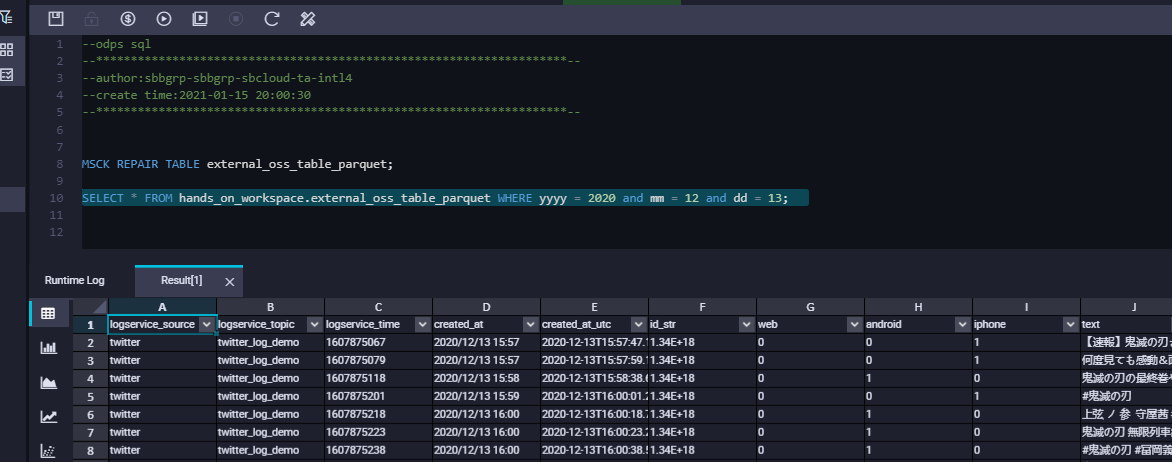 1 --odps sql
2 --********************************************************************--
3 --author:sbbgrp-sbbgrp-sbcloud-ta-intl4
4 --create time:2021-01-15 20:00:30
5 --********************************************************************--
6
7
8 MSCK REPAIR TABLE external_oss_table_parquet;
9
10 SELECT * FROM hands_on_workspace.external_oss_table_parquet WHERE yyyy = 2020 and mm = 12 and dd = 13;
11
12
Runtime Log Result[1]
A B C D E F G H I J
1 logservice_source logservice_topic logservice_time created_at created_at_utc id_str web android iphone text
2 twitter twitter_log_demo 1607875067 2020/12/13 15:57 2020-12-13T15:57:47. 1.34E+18 0 0 1 【速報】鬼滅の刃
3 twitter twitter_log_demo 1607875079 2020/12/13 15:57 2020-12-13T15:57:59. 1.34E+18 0 0 1 何度見ても感動&
4 twitter twitter_log_demo 1607875118 2020/12/13 15:58 2020-12-13T15:58:38. 1.34E+18 0 1 0 鬼滅の刃の最終巻
5 twitter twitter_log_demo 1607875201 2020/12/13 15:59 2020-12-13T16:00:01. 1.34E+18 0 0 1 #鬼滅の刃
6 twitter twitter_log_demo 1607875218 2020/12/13 16:00 2020-12-13T16:00:18. 1.34E+18 0 1 0 上弦 ノ 参 守屋茜
7 twitter twitter_log_demo 1607875223 2020/12/13 16:00 2020-12-13T16:00:23. 1.34E+18 0 1 0 鬼滅の刃 無限列車
8 twitter twitter_log_demo 1607875238 2020/12/13 16:00 2020-12-13T16:00:38. 1.34E+18 0 1 0 #鬼滅の刃 #冨岡義